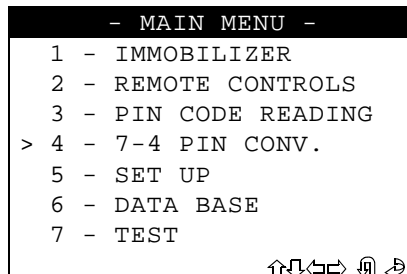 - MAIN MENU -
1 - IMMOBILIZER
2 - REMOTE CONTROLS
3 - PIN CODE READING
> 4 - 7-4 PIN CONV.
5 - SET UP
6 - DATA BASE
7 - TEST